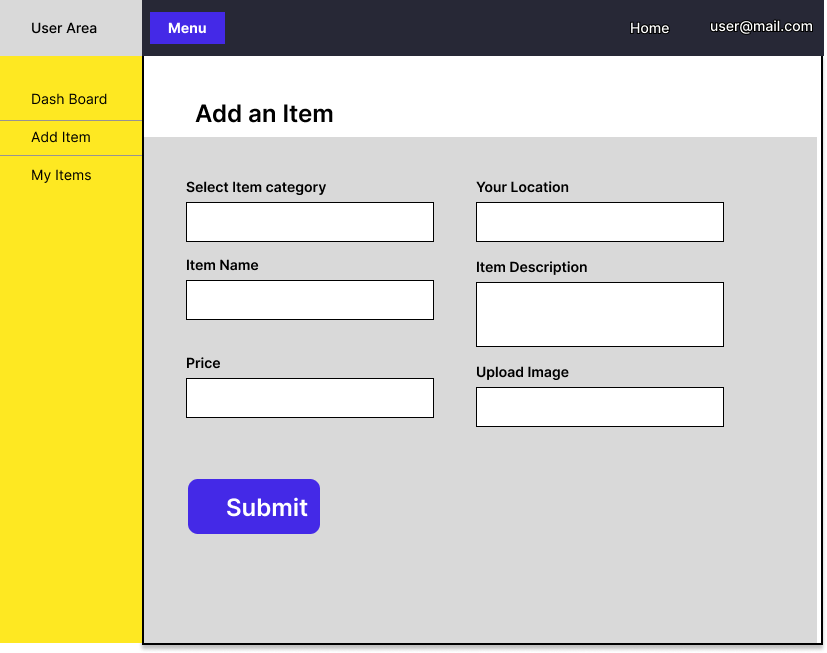 User Area
Menu
Home
user@mail.com
Dash Board
Add Item
My Items
Add an Item
Select Item category
Your Location
Item Name
Item Description
Price
Upload Image
Submit